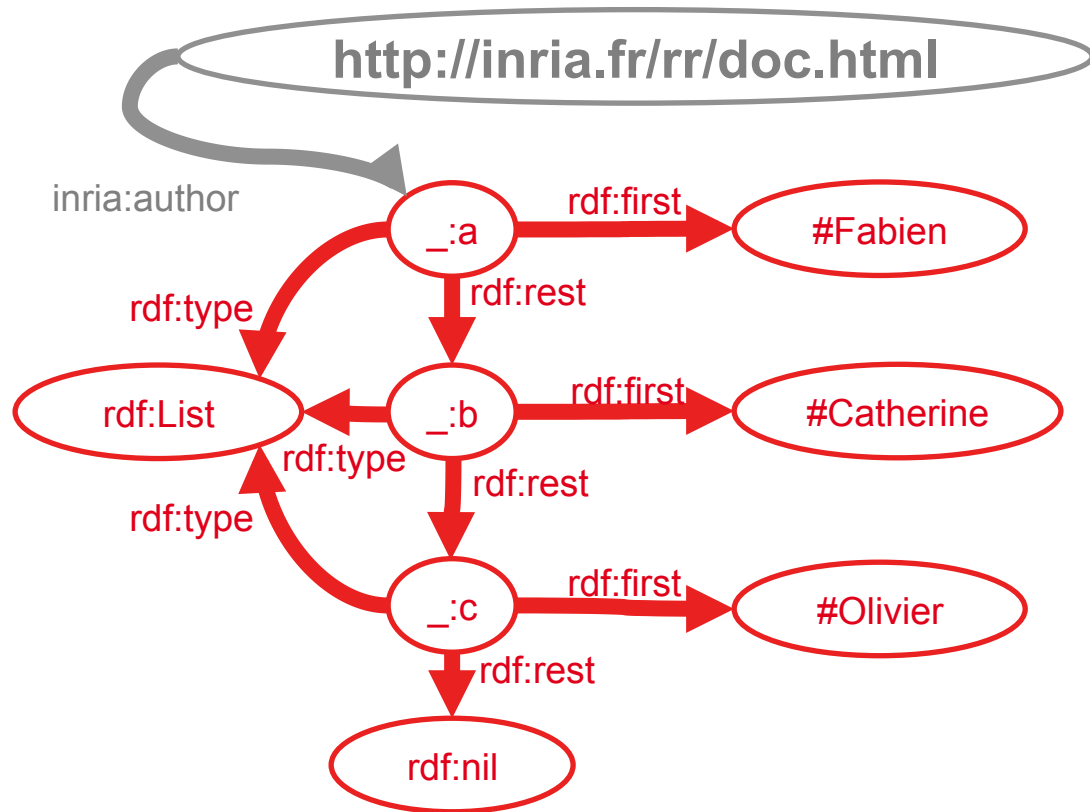 http://inria.fr/rr/doc.html
inria:author
rdf:first
_:a
#Fabien
rdf:rest
rdf:type
rdf:first
rdf:List
_:b
#Catherine
rdf:type
rdf:rest
rdf:type
rdf:first
_:c
#Olivier
rdf:rest
rdf:nil